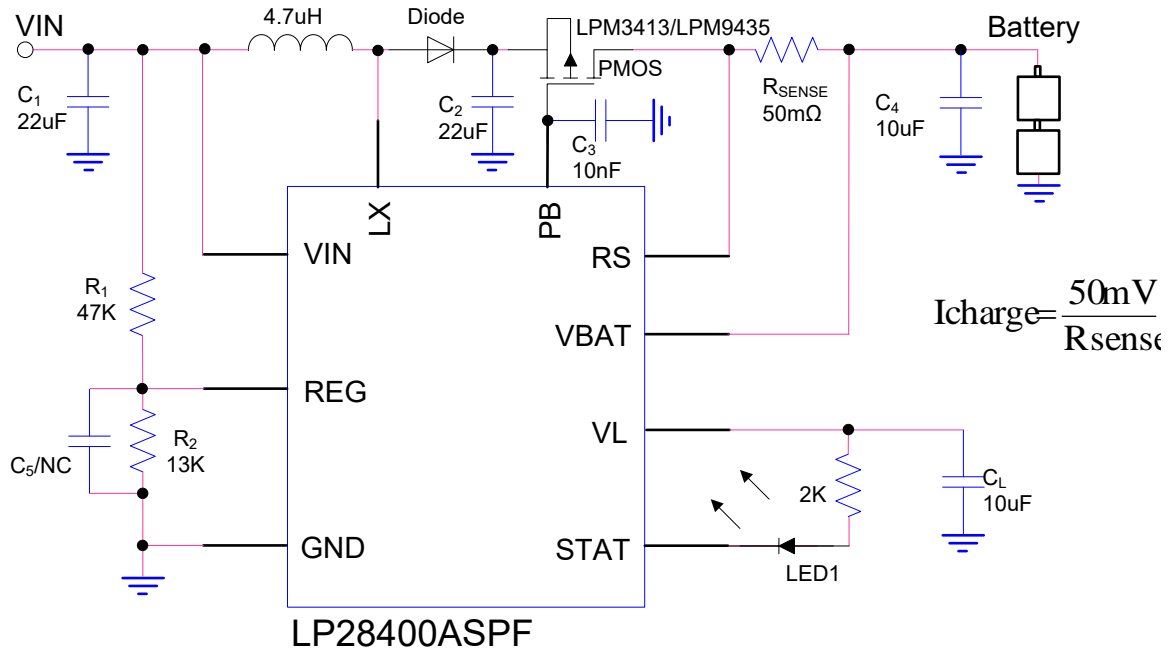 VIN
4.7uH
Diode
LPM3413/LPM9435
PMOS
Battery
C1
22uF
C2
22uF
C3
10nF
RSENSE
50mΩ
C4
10uF
LX
PB
VIN
RS
R1
47K
VBAT
Icharge=50mV
Rsense
REG
C5/NC
R2
13K
VL
2K
CL
10uF
GND
STAT
LED1
LP28400ASPF